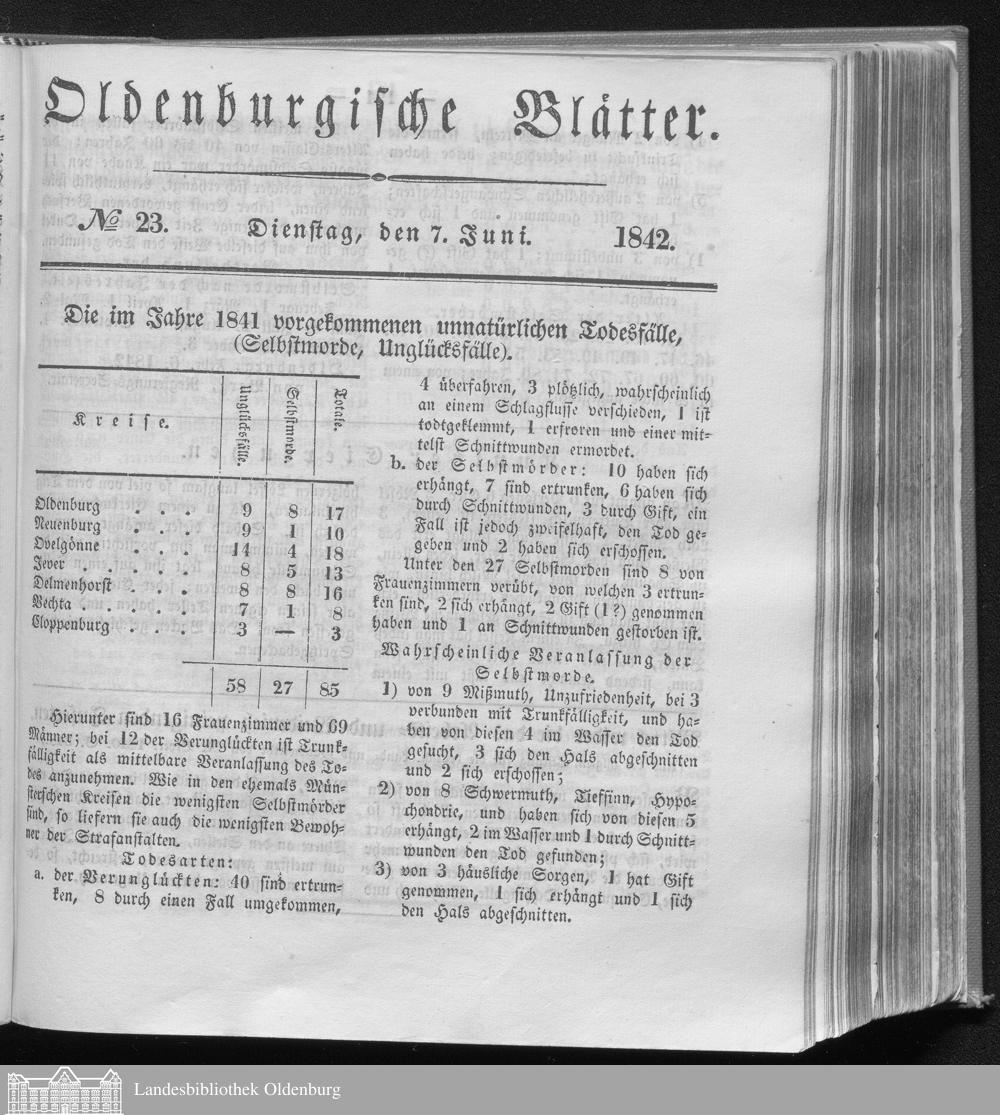 Oldenburgische Blätter.
№ 23. Dienstag, den 7. Juni. 1842.
Die im Jahre 1841 vorgekommenen unnatürlichen Todesfälle,
(Selbstmorde, Unglücksfälle).
Kreise. Unglücksfälle. Selbstmorde. Totale.
Oldenburg . . . 9 8 17
Neuenburg . . . 9 1 10
Ovelgönne . . . 14 4 18
Jever . . . . 8 5 13
Delmenhorst . . . 8 8 16
Vechta . . . . 7 1 8
Cloppenburg . . . 3 — 3
58 27 85
Hierunter sind 16 Frauenzimmer und 69
Männer; bei 12 der Verunglückten ist Trunk-
fälligkeit als mittelbare Veranlassung des To-
des anzunehmen. Wie in den ehemals Mün-
sterschen Kreisen die wenigsten Selbstmörder
sind, so liefern sie auch die wenigsten Bewoh-
ner der Strafanstalten.
Todesarten:
a. der Verunglückten: 40 sind ertrun-
ken, 8 durch einen Fall umgekommen,
4 überfahren, 3 plötzlich, wahrscheinlich
an einem Schlagflusse verschieden, 1 ist
todtgeklemmt, 1 erfroren und einer mit-
telst Schnittwunden ermordet.
b. der Selbstmörder: 10 haben sich
erhängt, 7 sind ertrunken, 6 haben sich
durch Schnittwunden, 3 durch Gift, ein
Fall ist jedoch zweifelhaft, den Tod ge-
geben und 2 haben sich erschossen.
Unter den 27 Selbstmorden sind 8 von
Frauenzimmern verübt, von welchen 3 ertrun-
ken sind, 2 sich erhängt, 2 Gift (1 ?) genommen
haben und 1 an Schnittwunden gestorben ist.
Wahrscheinliche Veranlassung der
Selbstmorde.
1) von 9 Mißmuth, Unzufriedenheit, bei 3
verbunden mit Trunkfälligkeit, und ha-
ben von diesen 4 im Wasser den Tod
gesucht, 3 sich den Hals abgeschnitten
und 2 sich erschossen;
2) von 8 Schwermuth, Tiefsinn, Hypo-
chondrie, und haben sich von diesen 5
erhängt, 2 im Wasser und 1 durch Schnitt-
wunden den Tod gefunden;
3) von 3 häusliche Sorgen, 1 hat Gift
genommen, 1 sich erhängt und 1 sich
den Hals abgeschnitten.
Landesbibliothek Oldenburg